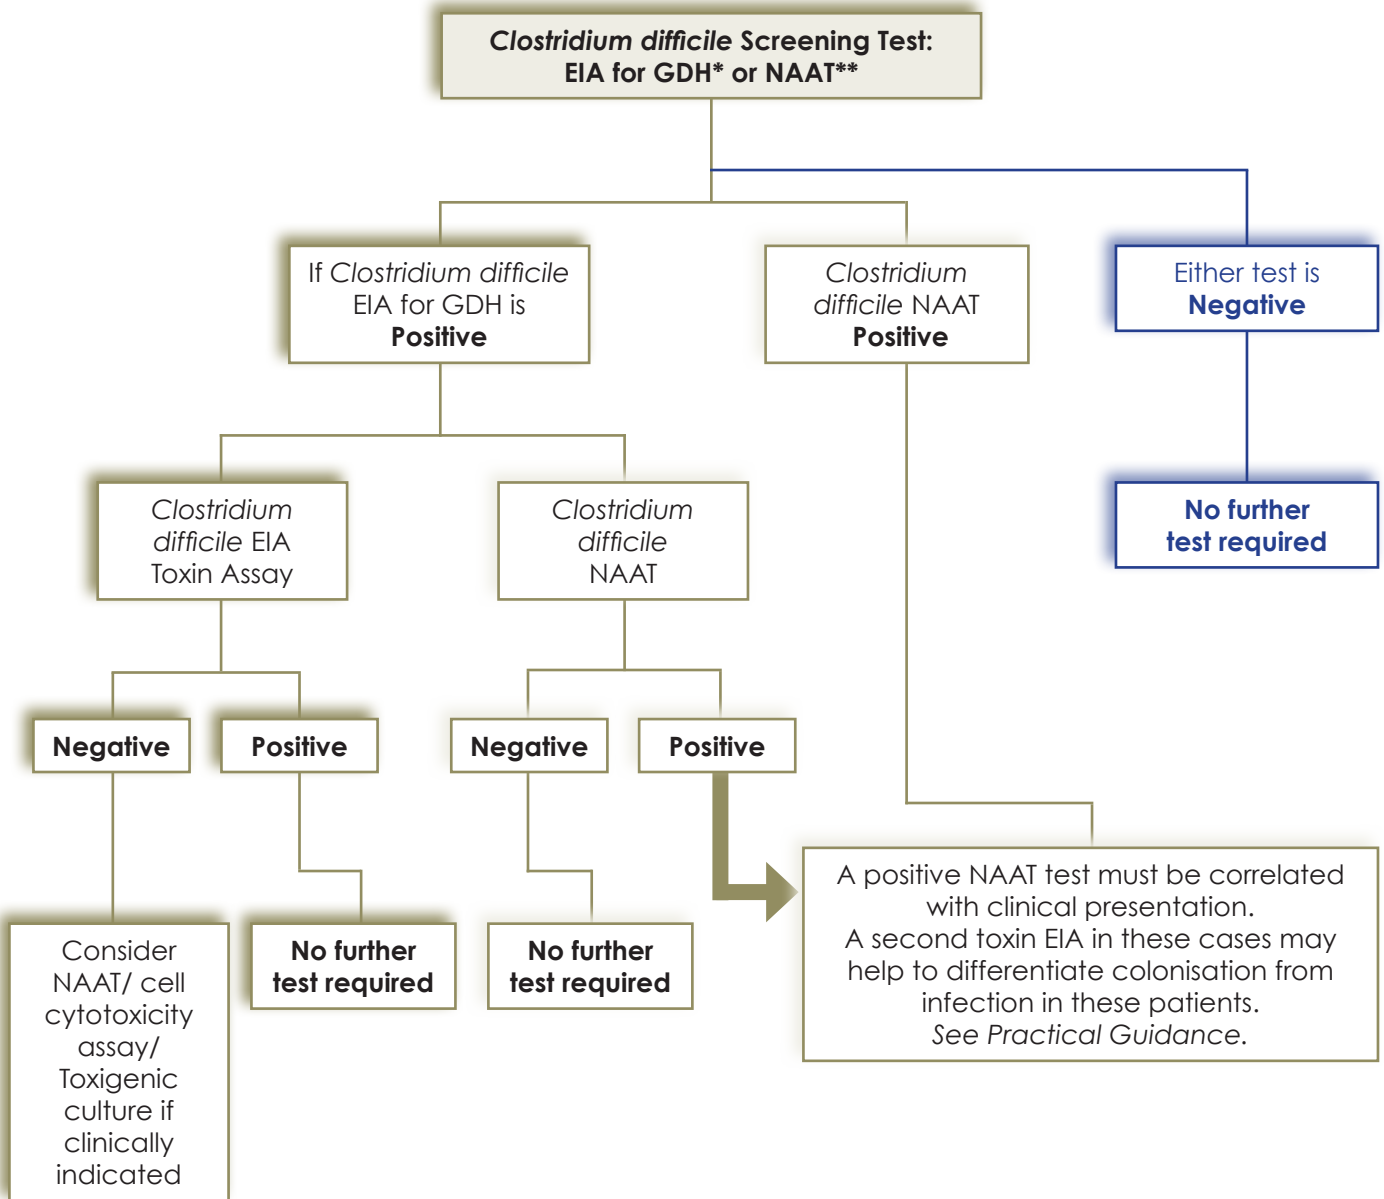 Clostridium difficile Screening Test:
EIA for GDH* or NAAT**
If Clostridium difficile
EIA for GDH is
Positive
Clostridium
difficile NAAT
Positive
Either test is
Negative
Clostridium
difficile EIA
Toxin Assay
Clostridium
difficile
NAAT
No further
test required
Negative
Positive
Negative
Positive
Consider
NAAT/ cell
cytotoxicity
assay/
Toxigenic
culture if
clinically
indicated
No further
test required
No further
test required
A positive NAAT test must be correlated
with clinical presentation.
A second toxin EIA in these cases may
help to differentiate colonisation from
infection in these patients.
See Practical Guidance.